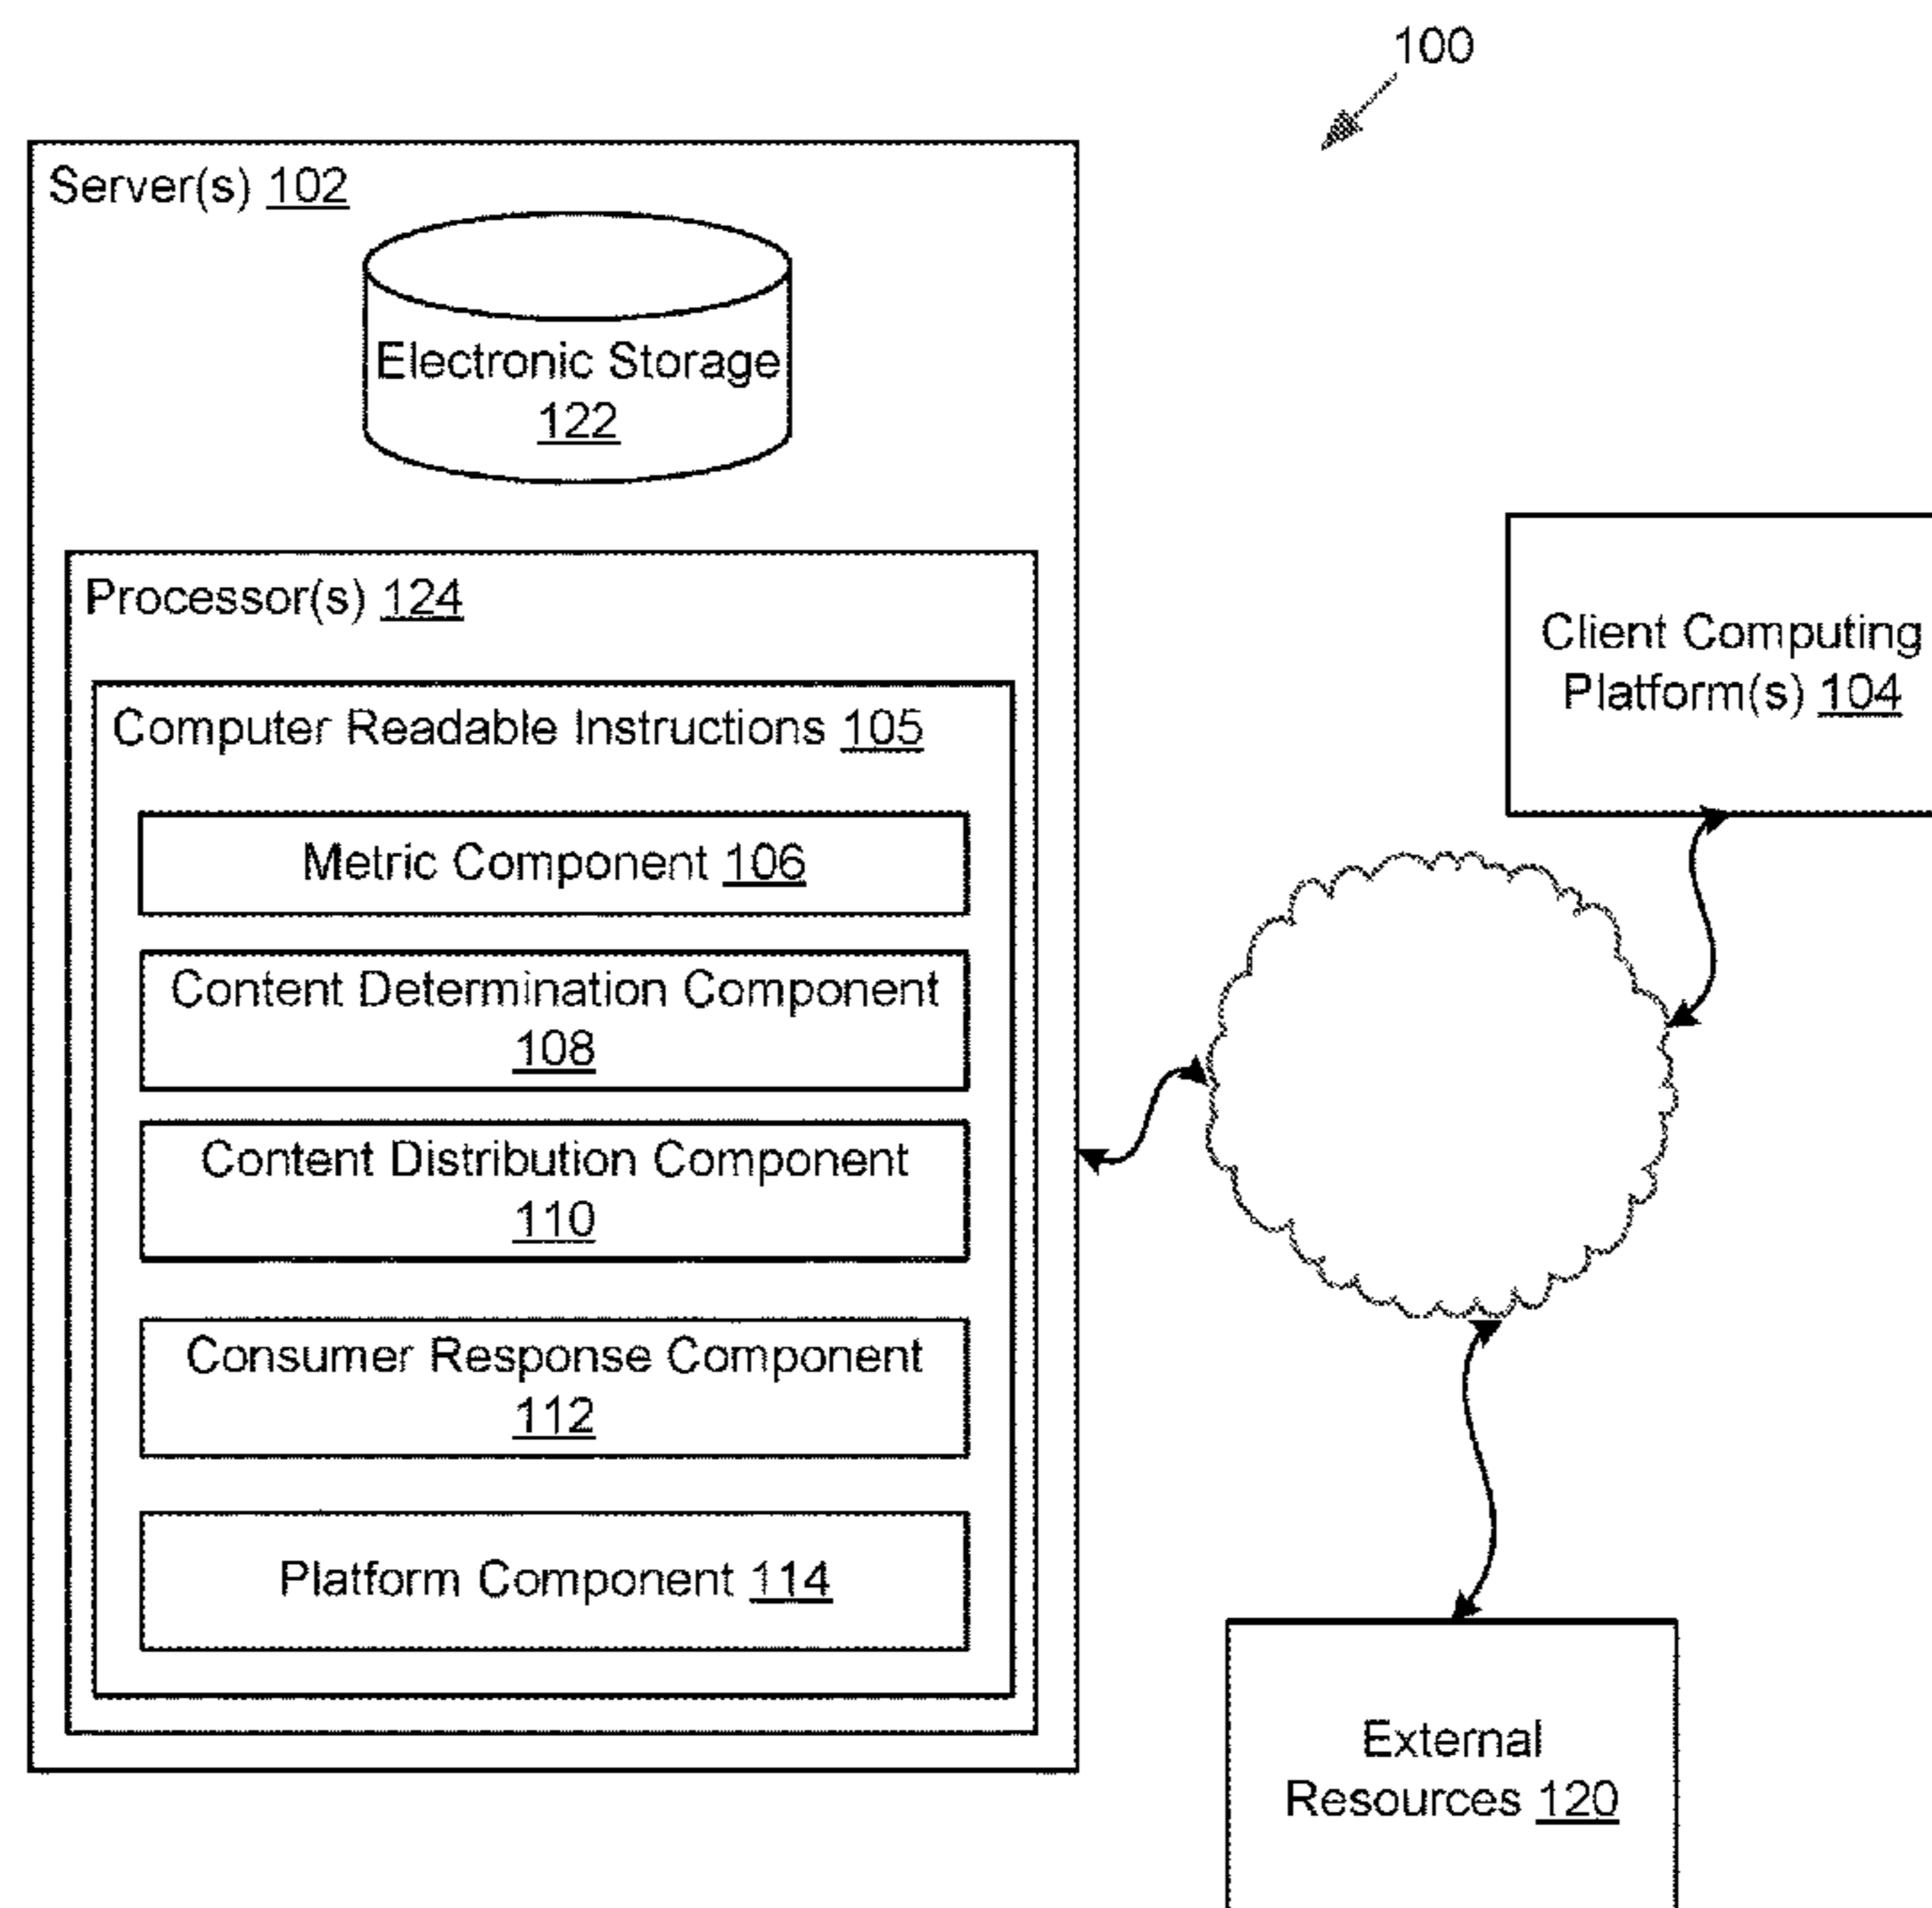 100
Server(s) 102
Electronic Storage
122
Processor(s) 124
Computer Readable Instructions 105
Metric Component 106
Content Determination Component
108
Content Distribution Component
110
Consumer Response Component
112
Platform Component 114
Client Computing
Platform(s) 104
External
Resources 120